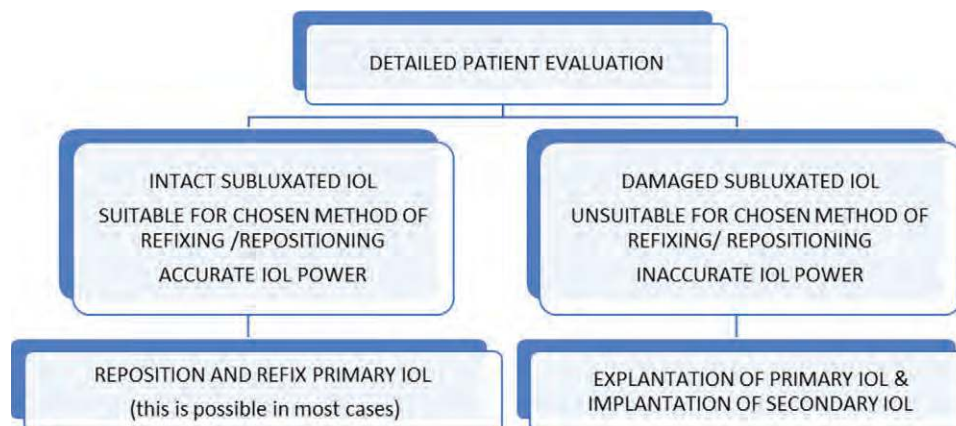 DETAILED PATIENT EVALUATION
INTACT SUBLUXATED IOL
SUITABLE FOR CHOSEN METHOD OF
REFIXING /REPOSITIONING
ACCURATE IOL POWER
DAMAGED SUBLUXATED IOL
UNSUITABLE FOR CHOSEN METHOD OF
REFIXING/ REPOSITIONING
INACCURATE IOL POWER
REPOSITION AND REFIX PRIMARY IOL
(this is possible in most cases)
EXPLANTATION OF PRIMARY IOL &
IMPLANTATION OF SECONDARY IOL